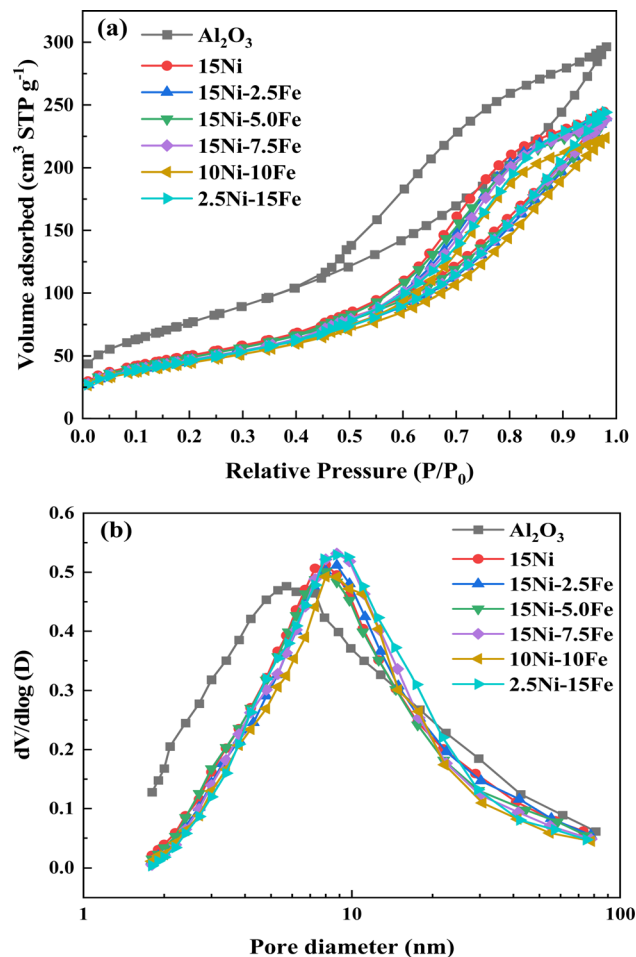 (a)
Al₂O₃
15Ni
15Ni-2.5Fe
15Ni-5.0Fe
15Ni-7.5Fe
10Ni-10Fe
2.5Ni-15Fe
Volume adsorbed (cm³ STP g⁻¹)
300
250
200
150
100
50
0
0.0 0.1 0.2 0.3 0.4 0.5 0.6 0.7 0.8 0.9 1.0
Relative Pressure (P/P₀)
(b)
Al₂O₃
15Ni
15Ni-2.5Fe
15Ni-5.0Fe
15Ni-7.5Fe
10Ni-10Fe
2.5Ni-15Fe
dV/dlog (D)
0.6
0.5
0.4
0.3
0.2
0.1
0.0
1 10 100
Pore diameter (nm)